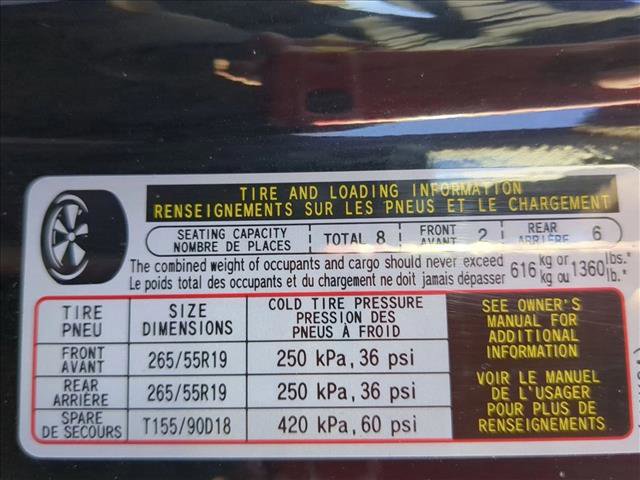 TIRE AND LOADING INFORMATION
RENSEIGNEMENTS SUR LES PNEUS ET LE CHARGEMENT
SEATING CAPACITY
NOMBRE DE PLACES
TOTAL 8
FRONT
AVANT
2
REAR
ARRIÈRE
6
The combined weight of occupants and cargo should never exceed 616 kg or 1360 lbs.*
Le poids total des occupants et du chargement ne doit jamais dépasser kg ou lb.*
TIRE
PNEU
SIZE
DIMENSIONS
COLD TIRE PRESSURE
PRESSION DES
PNEUS À FROID
FRONT
AVANT
265/55R19
250 kPa, 36 psi
REAR
ARRIÈRE
265/55R19
250 kPa, 36 psi
SPARE
DE SECOURS
T155/90D18
420 kPa, 60 psi
SEE OWNER'S
MANUAL FOR
ADDITIONAL
INFORMATION
VOIR LE MANUEL
DE L'USAGER
POUR PLUS DE
RENSEIGNEMENTS